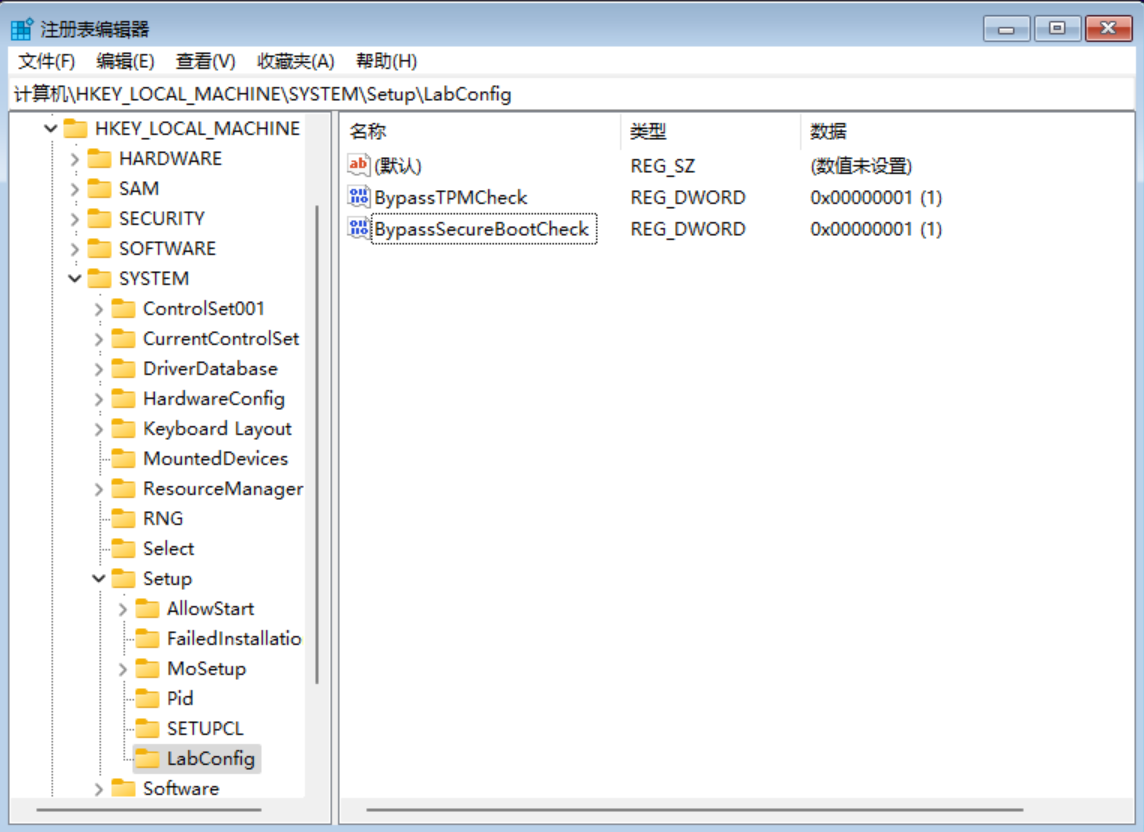 注册表编辑器
文件(F) 编辑(E) 查看(V) 收藏夹(A) 帮助(H)
计算机\HKEY_LOCAL_MACHINE\SYSTEM\Setup\LabConfig
HKEY_LOCAL_MACHINE
HARDWARE
SAM
SECURITY
SOFTWARE
SYSTEM
ControlSet001
CurrentControlSet
DriverDatabase
HardwareConfig
Keyboard Layout
MountedDevices
ResourceManager
RNG
Select
Setup
AllowStart
FailedInstallatio
MoSetup
Pid
SETUPCL
LabConfig
Software
名称 类型 数据
(默认) REG_SZ (数值未设置)
BypassTPMCheck REG_DWORD 0x00000001 (1)
BypassSecureBootCheck REG_DWORD 0x00000001 (1)